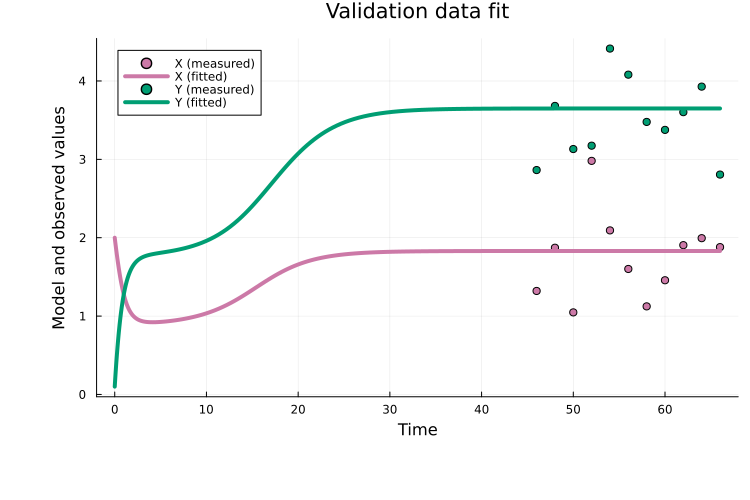 Validation data fit
X (measured)
X (fitted)
Y (measured)
Y (fitted)
Model and observed values
4
3
2
1
0
0 10 20 30 40 50 60
Time